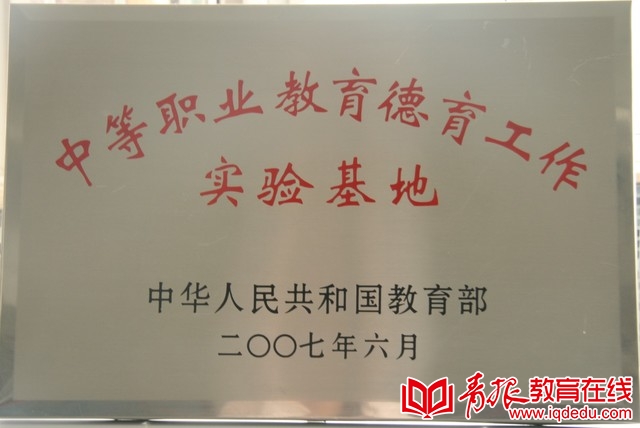 中等职业教育德育工作
实验基地
中华人民共和国教育部
二〇〇七年六月
青报教育在线
www.iqdedu.com